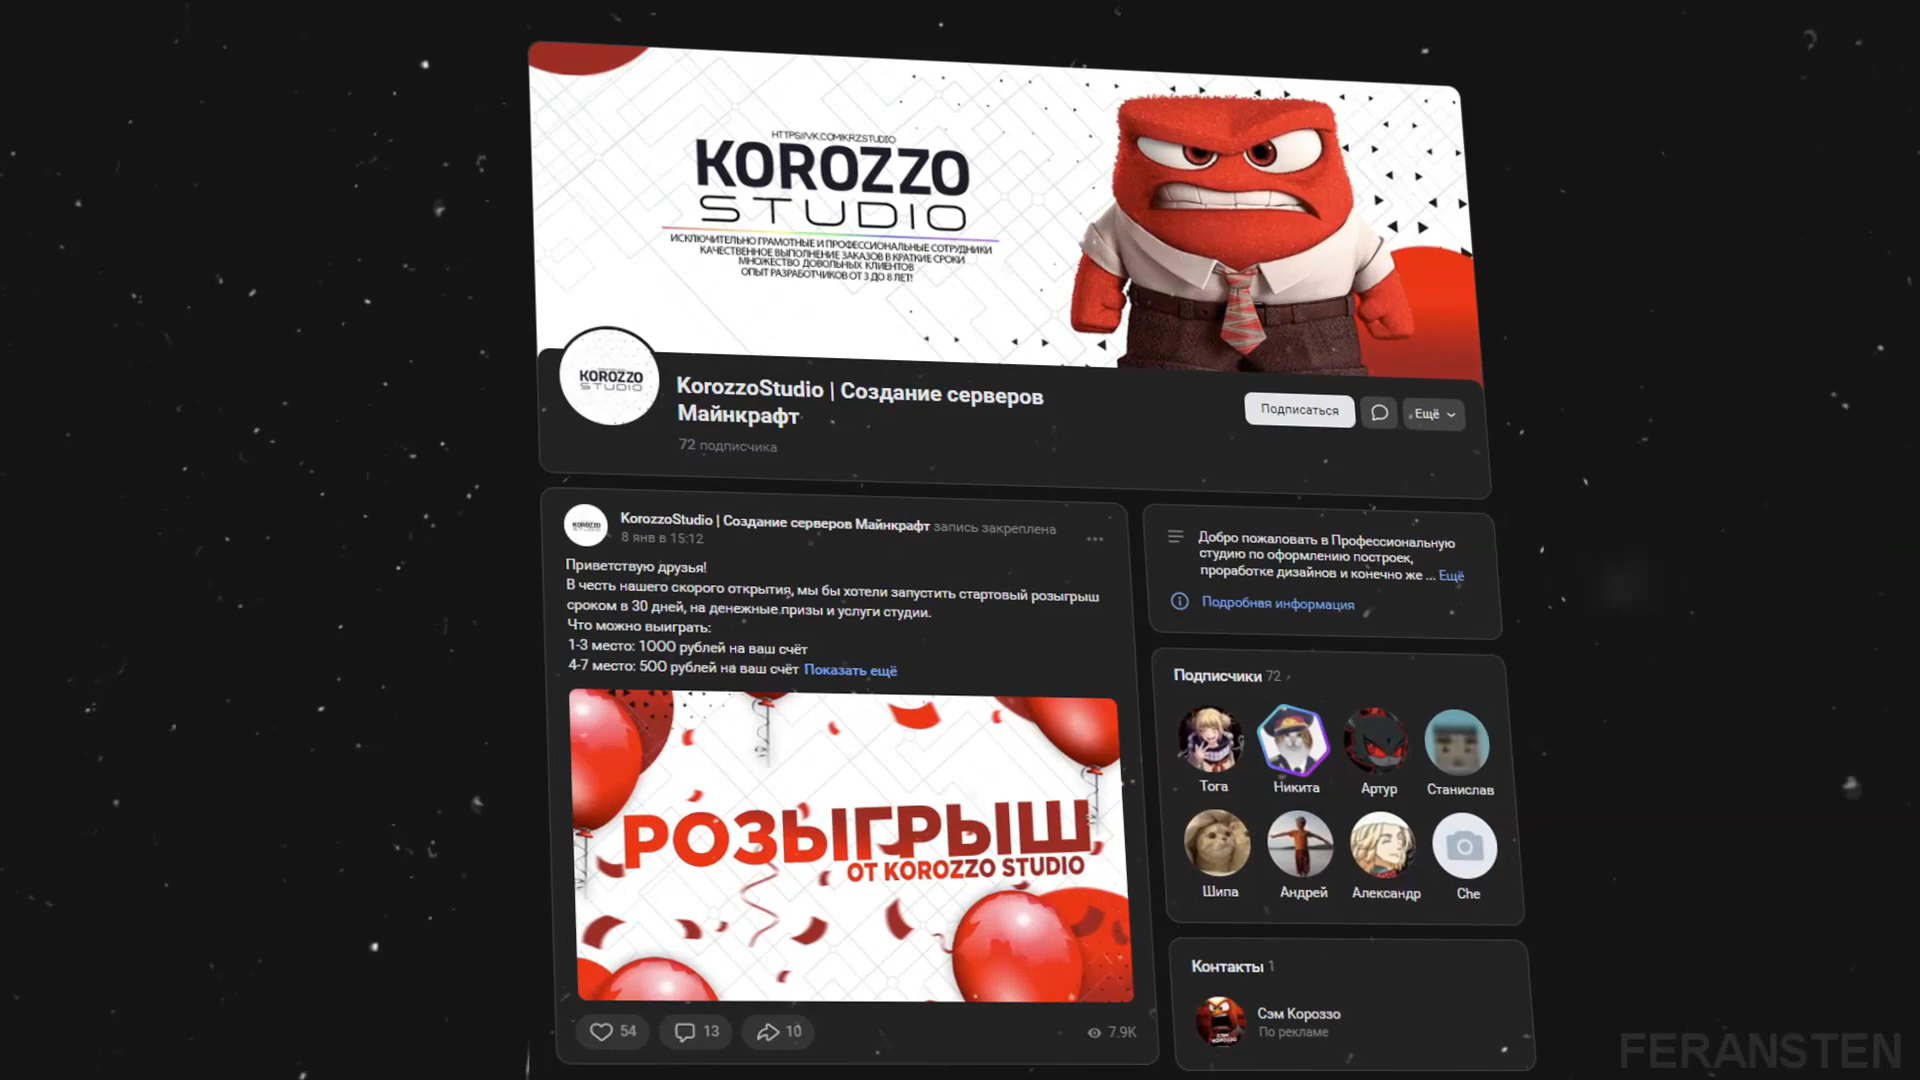 HTTPS//VK.COM/KRZSTUDIO
KOROZZO
STUDIO
ИСКЛЮЧИТЕЛЬНО ГРАМОТНЫЕ И ПРОФЕССИОНАЛЬНЫЕ СОТРУДНИКИ
КАЧЕСТВЕННОЕ ВЫПОЛНЕНИЕ ЗАКАЗОВ В КРАТКИЕ СРОКИ
МНОЖЕСТВО ДОВОЛЬНЫХ КЛИЕНТОВ
ОПЫТ РАЗРАБОТЧИКОВ ОТ 3 ДО 8 ЛЕТ!
KOROZZO
STUDIO
KorozzoStudio | Создание серверов
Майнкрафт
72 подписчика
Подписаться
Ещё
KOROZZO
STUDIO
KorozzoStudio | Создание серверов Майнкрафт запись закреплена
8 янв в 15:12
Приветствую друзья!
В честь нашего скорого открытия, мы бы хотели запустить стартовый розыгрыш
сроком в 30 дней, на денежные призы и услуги студии.
Что можно выиграть:
1-3 место: 1000 рублей на ваш счёт
4-7 место: 500 рублей на ваш счёт Показать ещё
РОЗЫГРЫШ
ОТ KOROZZO STUDIO
54
13
10
7.9K
Добро пожаловать в Профессиональную
студию по оформлению построек,
проработке дизайнов и конечно же ... Ещё
Подробная информация
Подписчики 72
Тога
Никита
Артур
Станислав
Шипа
Андрей
Александр
Che
Контакты 1
СЭМ
КОРОЗЗО
Сэм Короззо
По рекламе
FERANSTEN